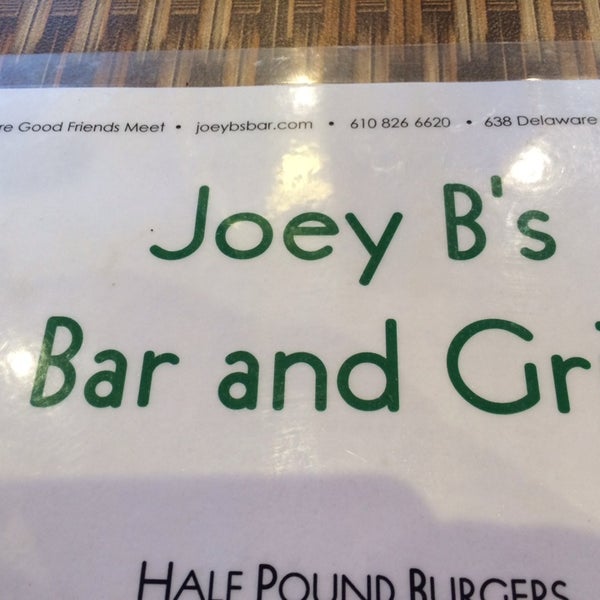 re Good Friends Meet • joeybsbar.com • 610 826 6620 • 638 Delaware
Joey B's
Bar and Gri
HALF POUND BURGERS